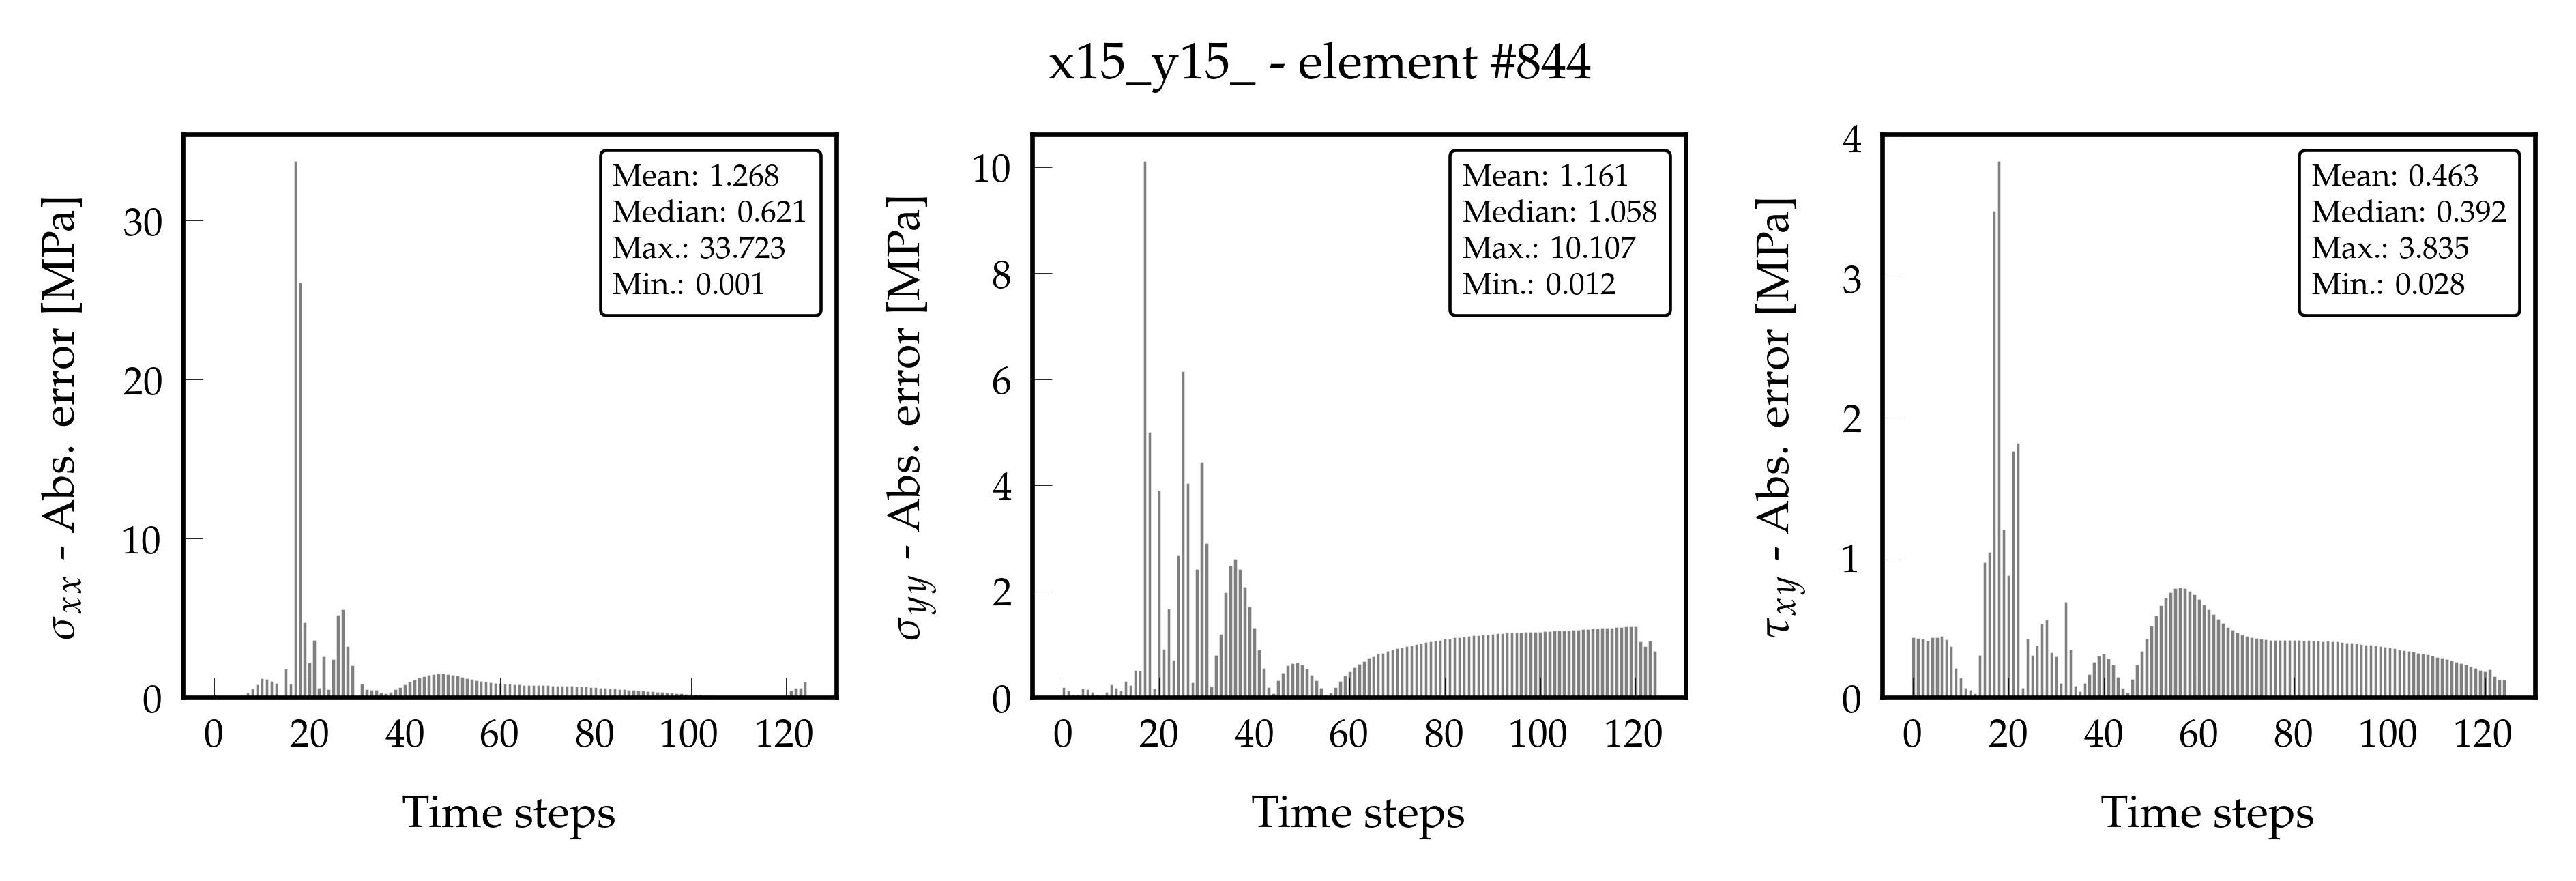 x15_y15_ - element #844
σxx - Abs. error [MPa]
30
20
10
0
Mean: 1.268
Median: 0.621
Max.: 33.723
Min.: 0.001
0 20 40 60 80 100 120
Time steps
σyy - Abs. error [MPa]
10
8
6
4
2
0
Mean: 1.161
Median: 1.058
Max.: 10.107
Min.: 0.012
0 20 40 60 80 100 120
Time steps
τxy - Abs. error [MPa]
4
3
2
1
0
Mean: 0.463
Median: 0.392
Max.: 3.835
Min.: 0.028
0 20 40 60 80 100 120
Time steps